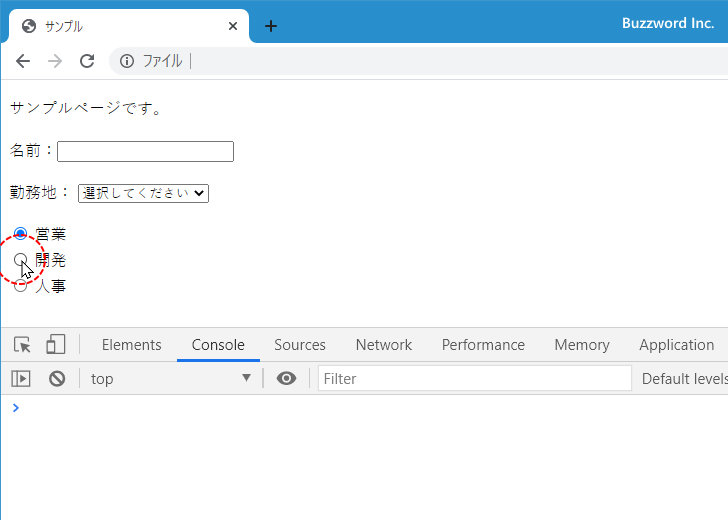 サンプル
Buzzword Inc.
ファイル
サンプルページです。
名前：
勤務地： 選択してください
営業
開発
人事
Elements Console Sources Network Performance Memory Application
top Filter Default levels